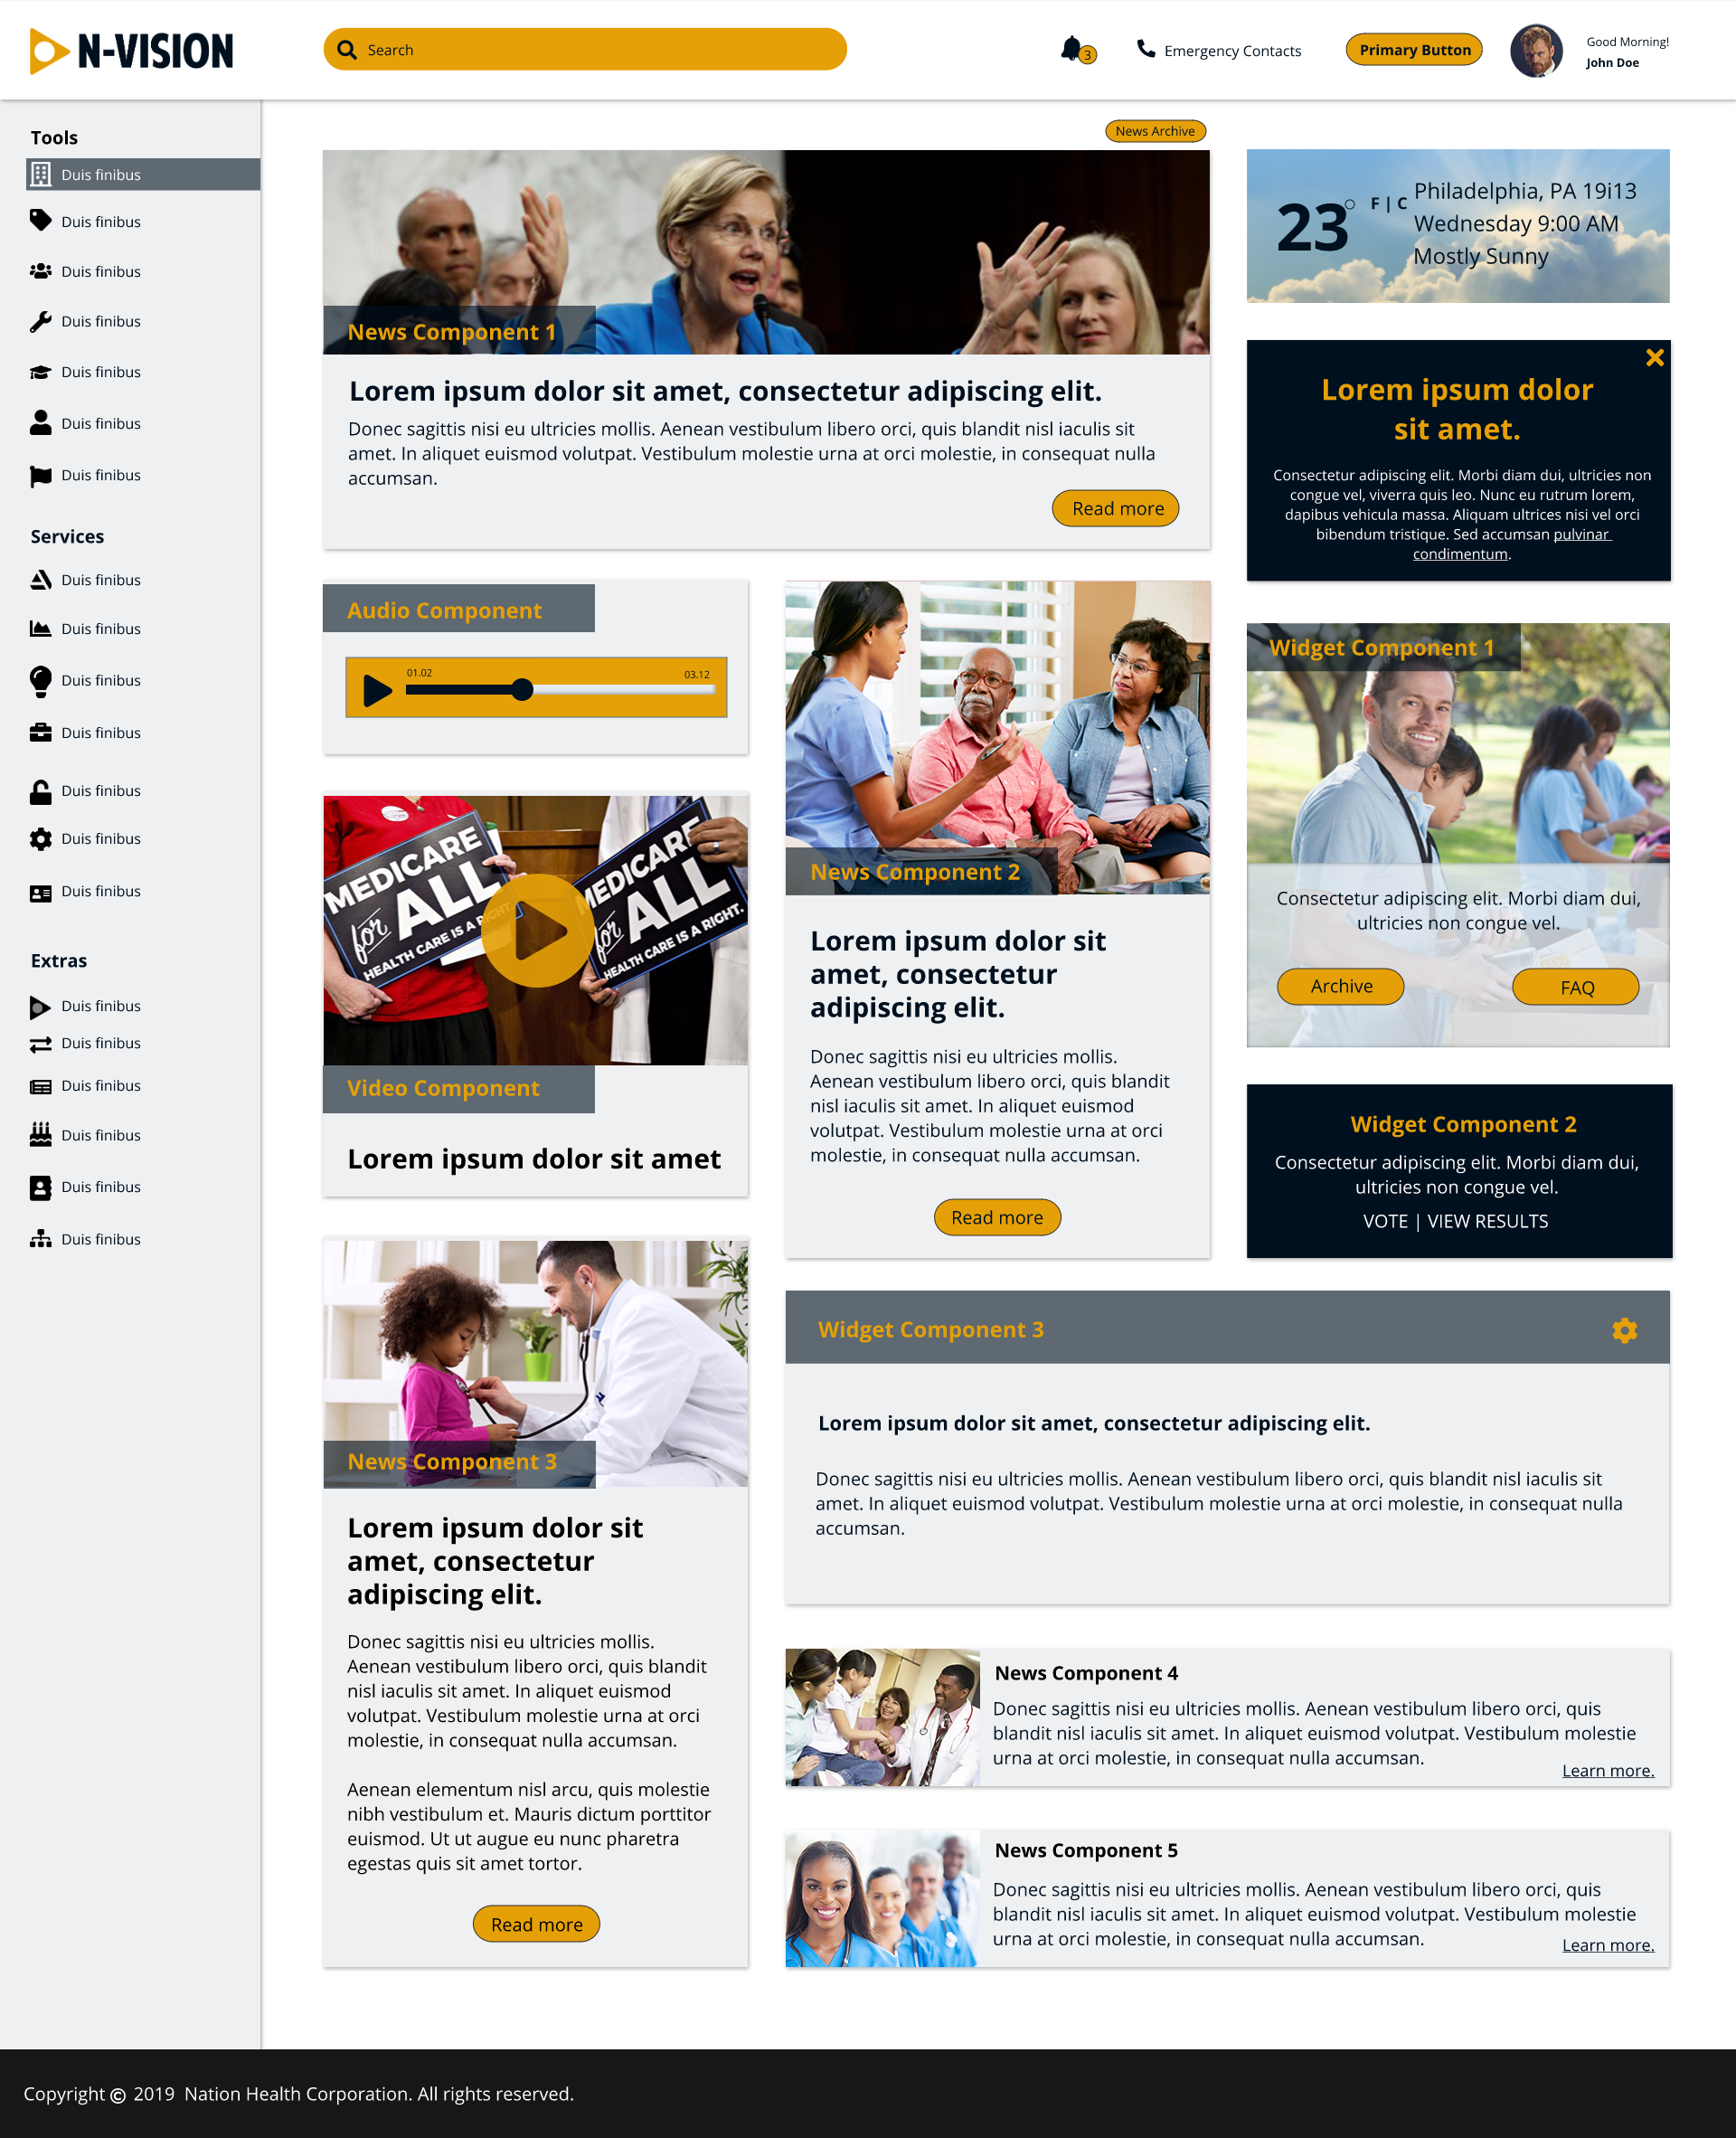 N-VISION
Search
3
Emergency Contacts
Primary Button
Good Morning!
John Doe
Tools
Duis finibus
Duis finibus
Duis finibus
Duis finibus
Duis finibus
Duis finibus
Duis finibus
Services
Duis finibus
Duis finibus
Duis finibus
Duis finibus
Duis finibus
Duis finibus
Duis finibus
Extras
Duis finibus
Duis finibus
Duis finibus
Duis finibus
Duis finibus
Duis finibus
News Archive
News Component 1
Lorem ipsum dolor sit amet, consectetur adipiscing elit.
Donec sagittis nisi eu ultricies mollis. Aenean vestibulum libero orci, quis blandit nisl iaculis sit
amet. In aliquet euismod volutpat. Vestibulum molestie urna at orci molestie, in consequat nulla
accumsan.
Read more
23° F | C
Philadelphia, PA 19i13
Wednesday 9:00 AM
Mostly Sunny
Lorem ipsum dolor
sit amet.
Consectetur adipiscing elit. Morbi diam dui, ultricies non
congue vel, viverra quis leo. Nunc eu rutrum lorem,
dapibus vehicula massa. Aliquam ultrices nisi vel orci
bibendum tristique. Sed accumsan pulvinar
condimentum.
Audio Component
01.02
03.12
MEDICARE
for ALL
HEALTH CARE IS A RIGHT.
MEDICARE
for ALL
HEALTH CARE IS A RIGHT.
Video Component
Lorem ipsum dolor sit amet
News Component 2
Lorem ipsum dolor sit
amet, consectetur
adipiscing elit.
Donec sagittis nisi eu ultricies mollis.
Aenean vestibulum libero orci, quis blandit
nisl iaculis sit amet. In aliquet euismod
volutpat. Vestibulum molestie urna at orci
molestie, in consequat nulla accumsan.
Read more
Widget Component 1
Consectetur adipiscing elit. Morbi diam dui,
ultricies non congue vel.
Archive
FAQ
Widget Component 2
Consectetur adipiscing elit. Morbi diam dui,
ultricies non congue vel.
VOTE | VIEW RESULTS
News Component 3
Lorem ipsum dolor sit
amet, consectetur
adipiscing elit.
Donec sagittis nisi eu ultricies mollis.
Aenean vestibulum libero orci, quis blandit
nisl iaculis sit amet. In aliquet euismod
volutpat. Vestibulum molestie urna at orci
molestie, in consequat nulla accumsan.
Aenean elementum nisl arcu, quis molestie
nibh vestibulum et. Mauris dictum porttitor
euismod. Ut ut augue eu nunc pharetra
egestas quis sit amet tortor.
Read more
Widget Component 3
Lorem ipsum dolor sit amet, consectetur adipiscing elit.
Donec sagittis nisi eu ultricies mollis. Aenean vestibulum libero orci, quis blandit nisl iaculis sit
amet. In aliquet euismod volutpat. Vestibulum molestie urna at orci molestie, in consequat nulla
accumsan.
News Component 4
Donec sagittis nisi eu ultricies mollis. Aenean vestibulum libero orci, quis
blandit nisl iaculis sit amet. In aliquet euismod volutpat. Vestibulum molestie
urna at orci molestie, in consequat nulla accumsan.
Learn more.
News Component 5
Donec sagittis nisi eu ultricies mollis. Aenean vestibulum libero orci, quis
blandit nisl iaculis sit amet. In aliquet euismod volutpat. Vestibulum molestie
urna at orci molestie, in consequat nulla accumsan.
Learn more.
Copyright © 2019 Nation Health Corporation. All rights reserved.